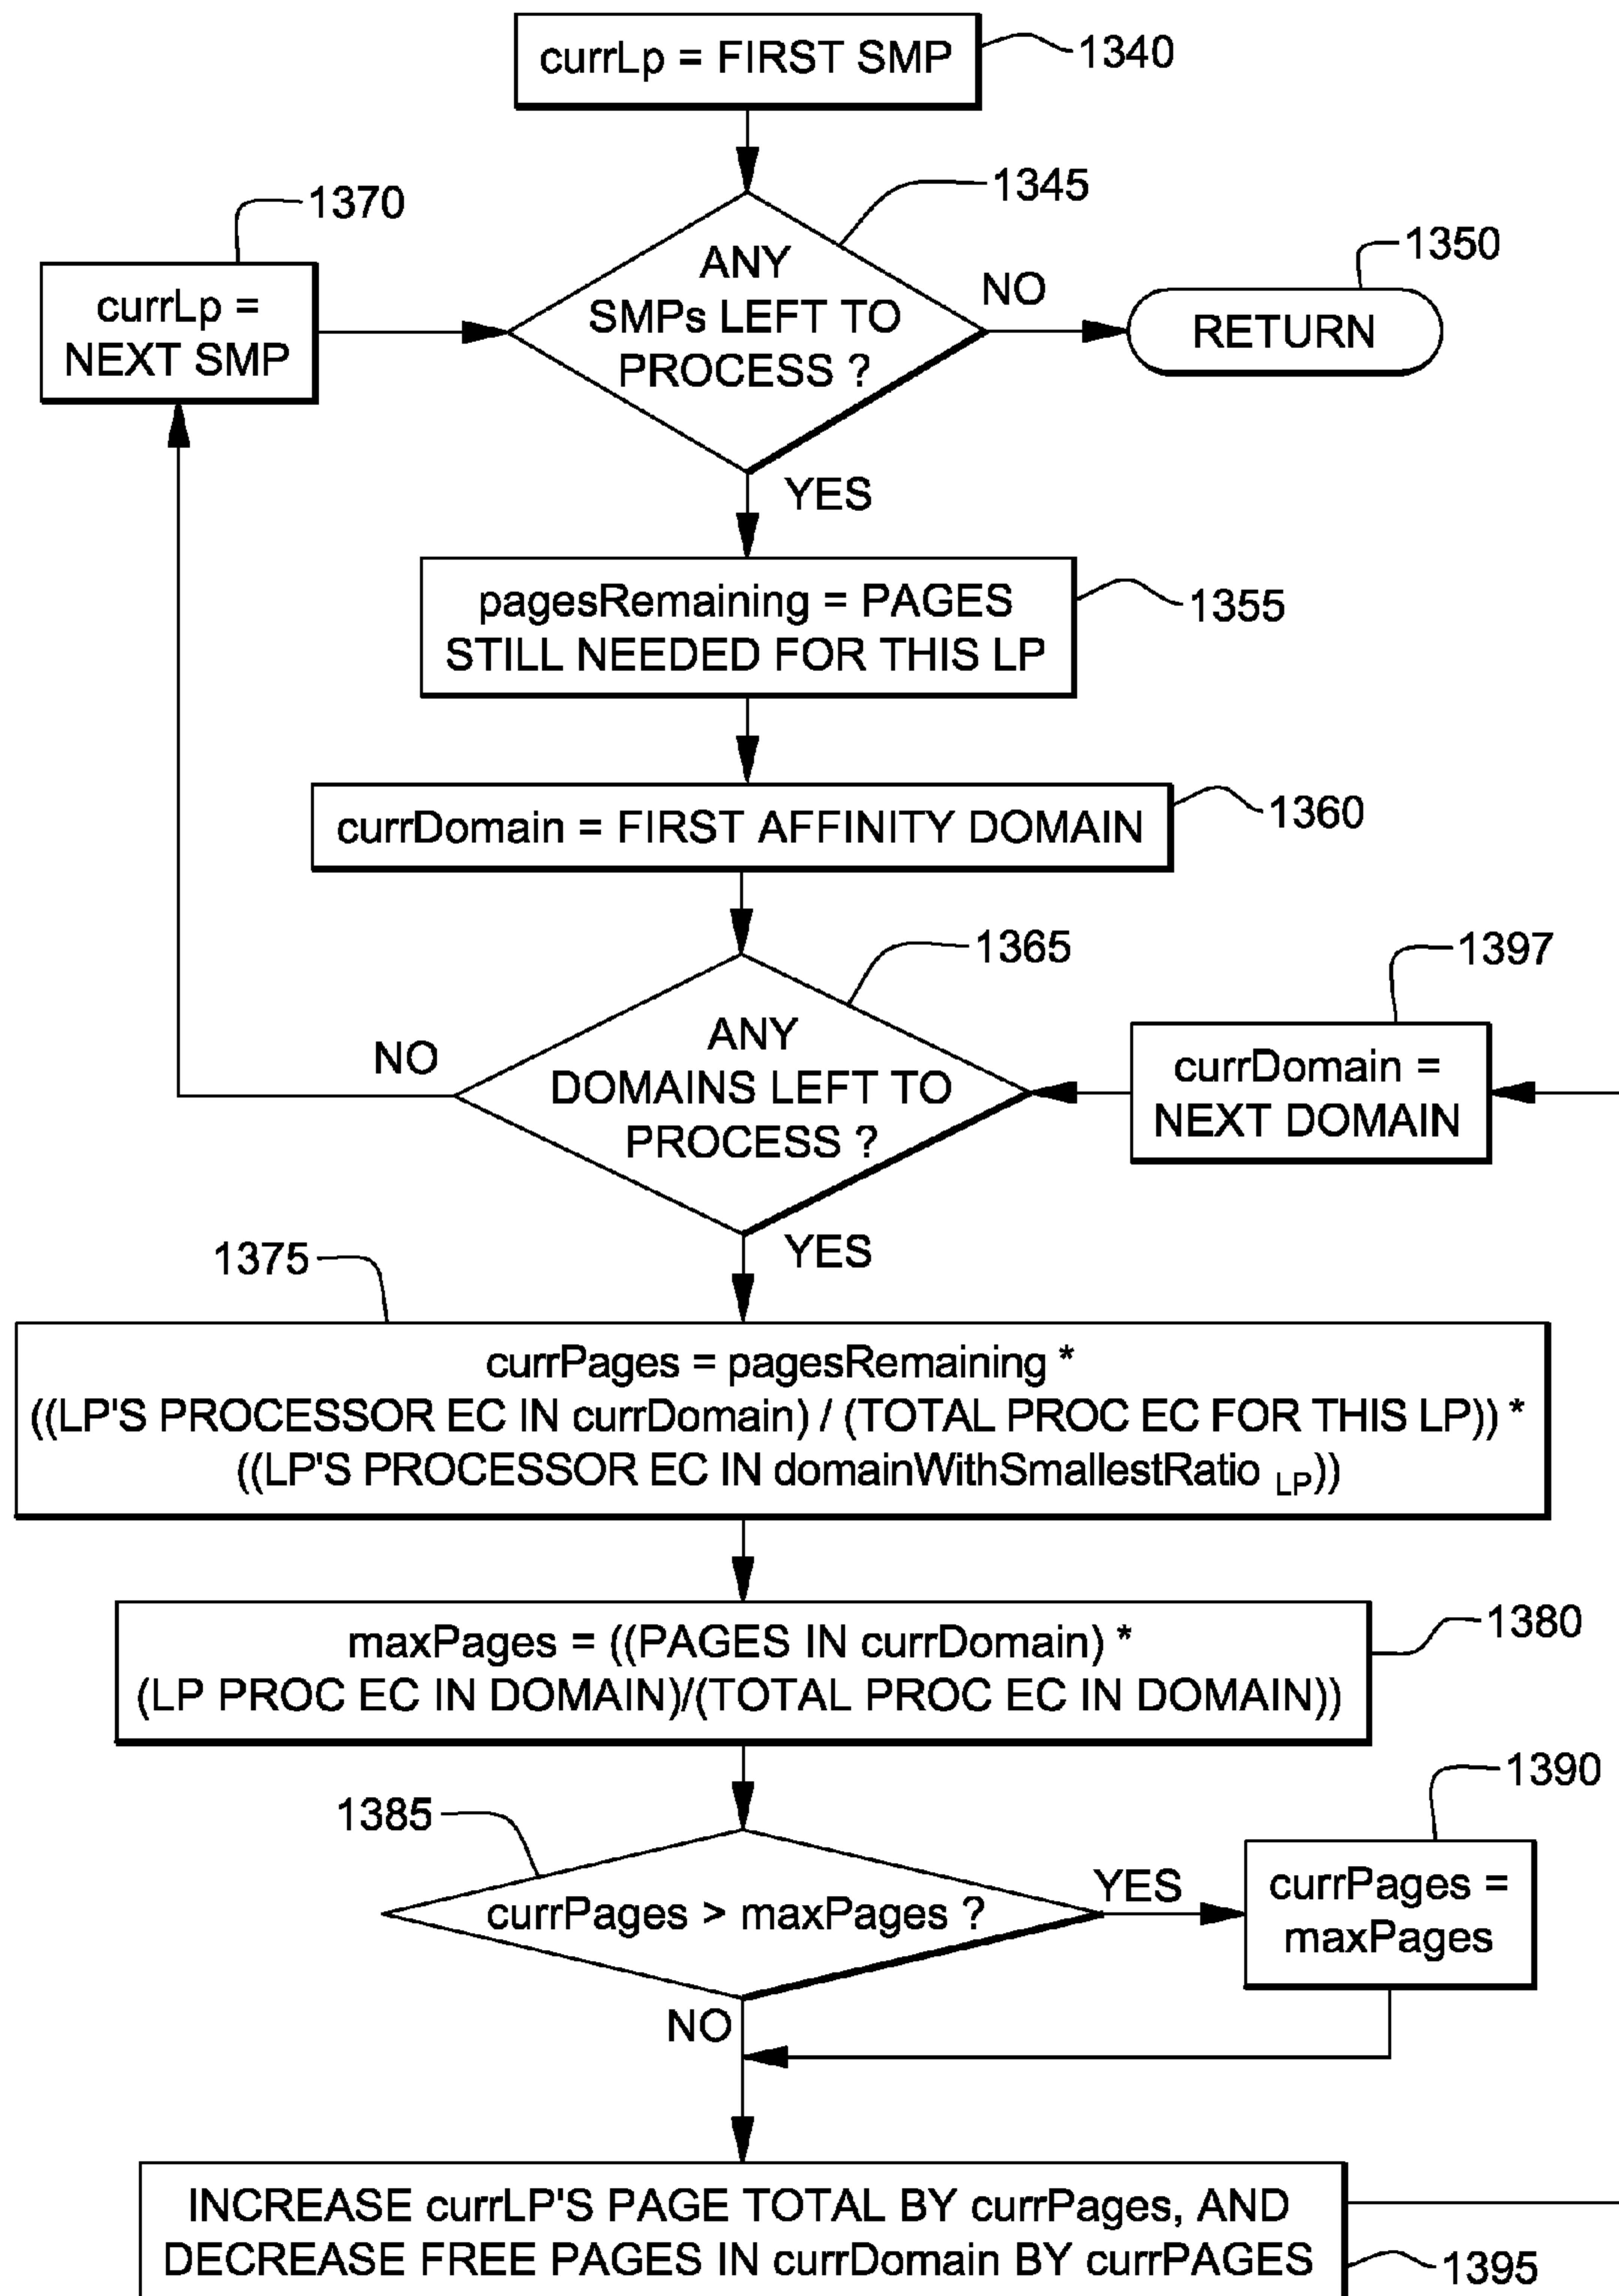 currLp = FIRST SMP
1340
1345
1370
ANY
SMPs LEFT TO
PROCESS ?
1350
currLp =
NEXT SMP
NO
RETURN
YES
pagesRemaining = PAGES
STILL NEEDED FOR THIS LP
1355
currDomain = FIRST AFFINITY DOMAIN
1360
1365
1397
ANY
DOMAINS LEFT TO
PROCESS ?
NO
currDomain =
NEXT DOMAIN
YES
1375
currPages = pagesRemaining *
((LP'S PROCESSOR EC IN currDomain) / (TOTAL PROC EC FOR THIS LP)) *
((LP'S PROCESSOR EC IN domainWithSmallestRatio LP))
1380
maxPages = ((PAGES IN currDomain) *
(LP PROC EC IN DOMAIN)/(TOTAL PROC EC IN DOMAIN))
1390
1385
currPages > maxPages ?
YES
currPages =
maxPages
NO
INCREASE currLP'S PAGE TOTAL BY currPages, AND
DECREASE FREE PAGES IN currDomain BY currPAGES
1395